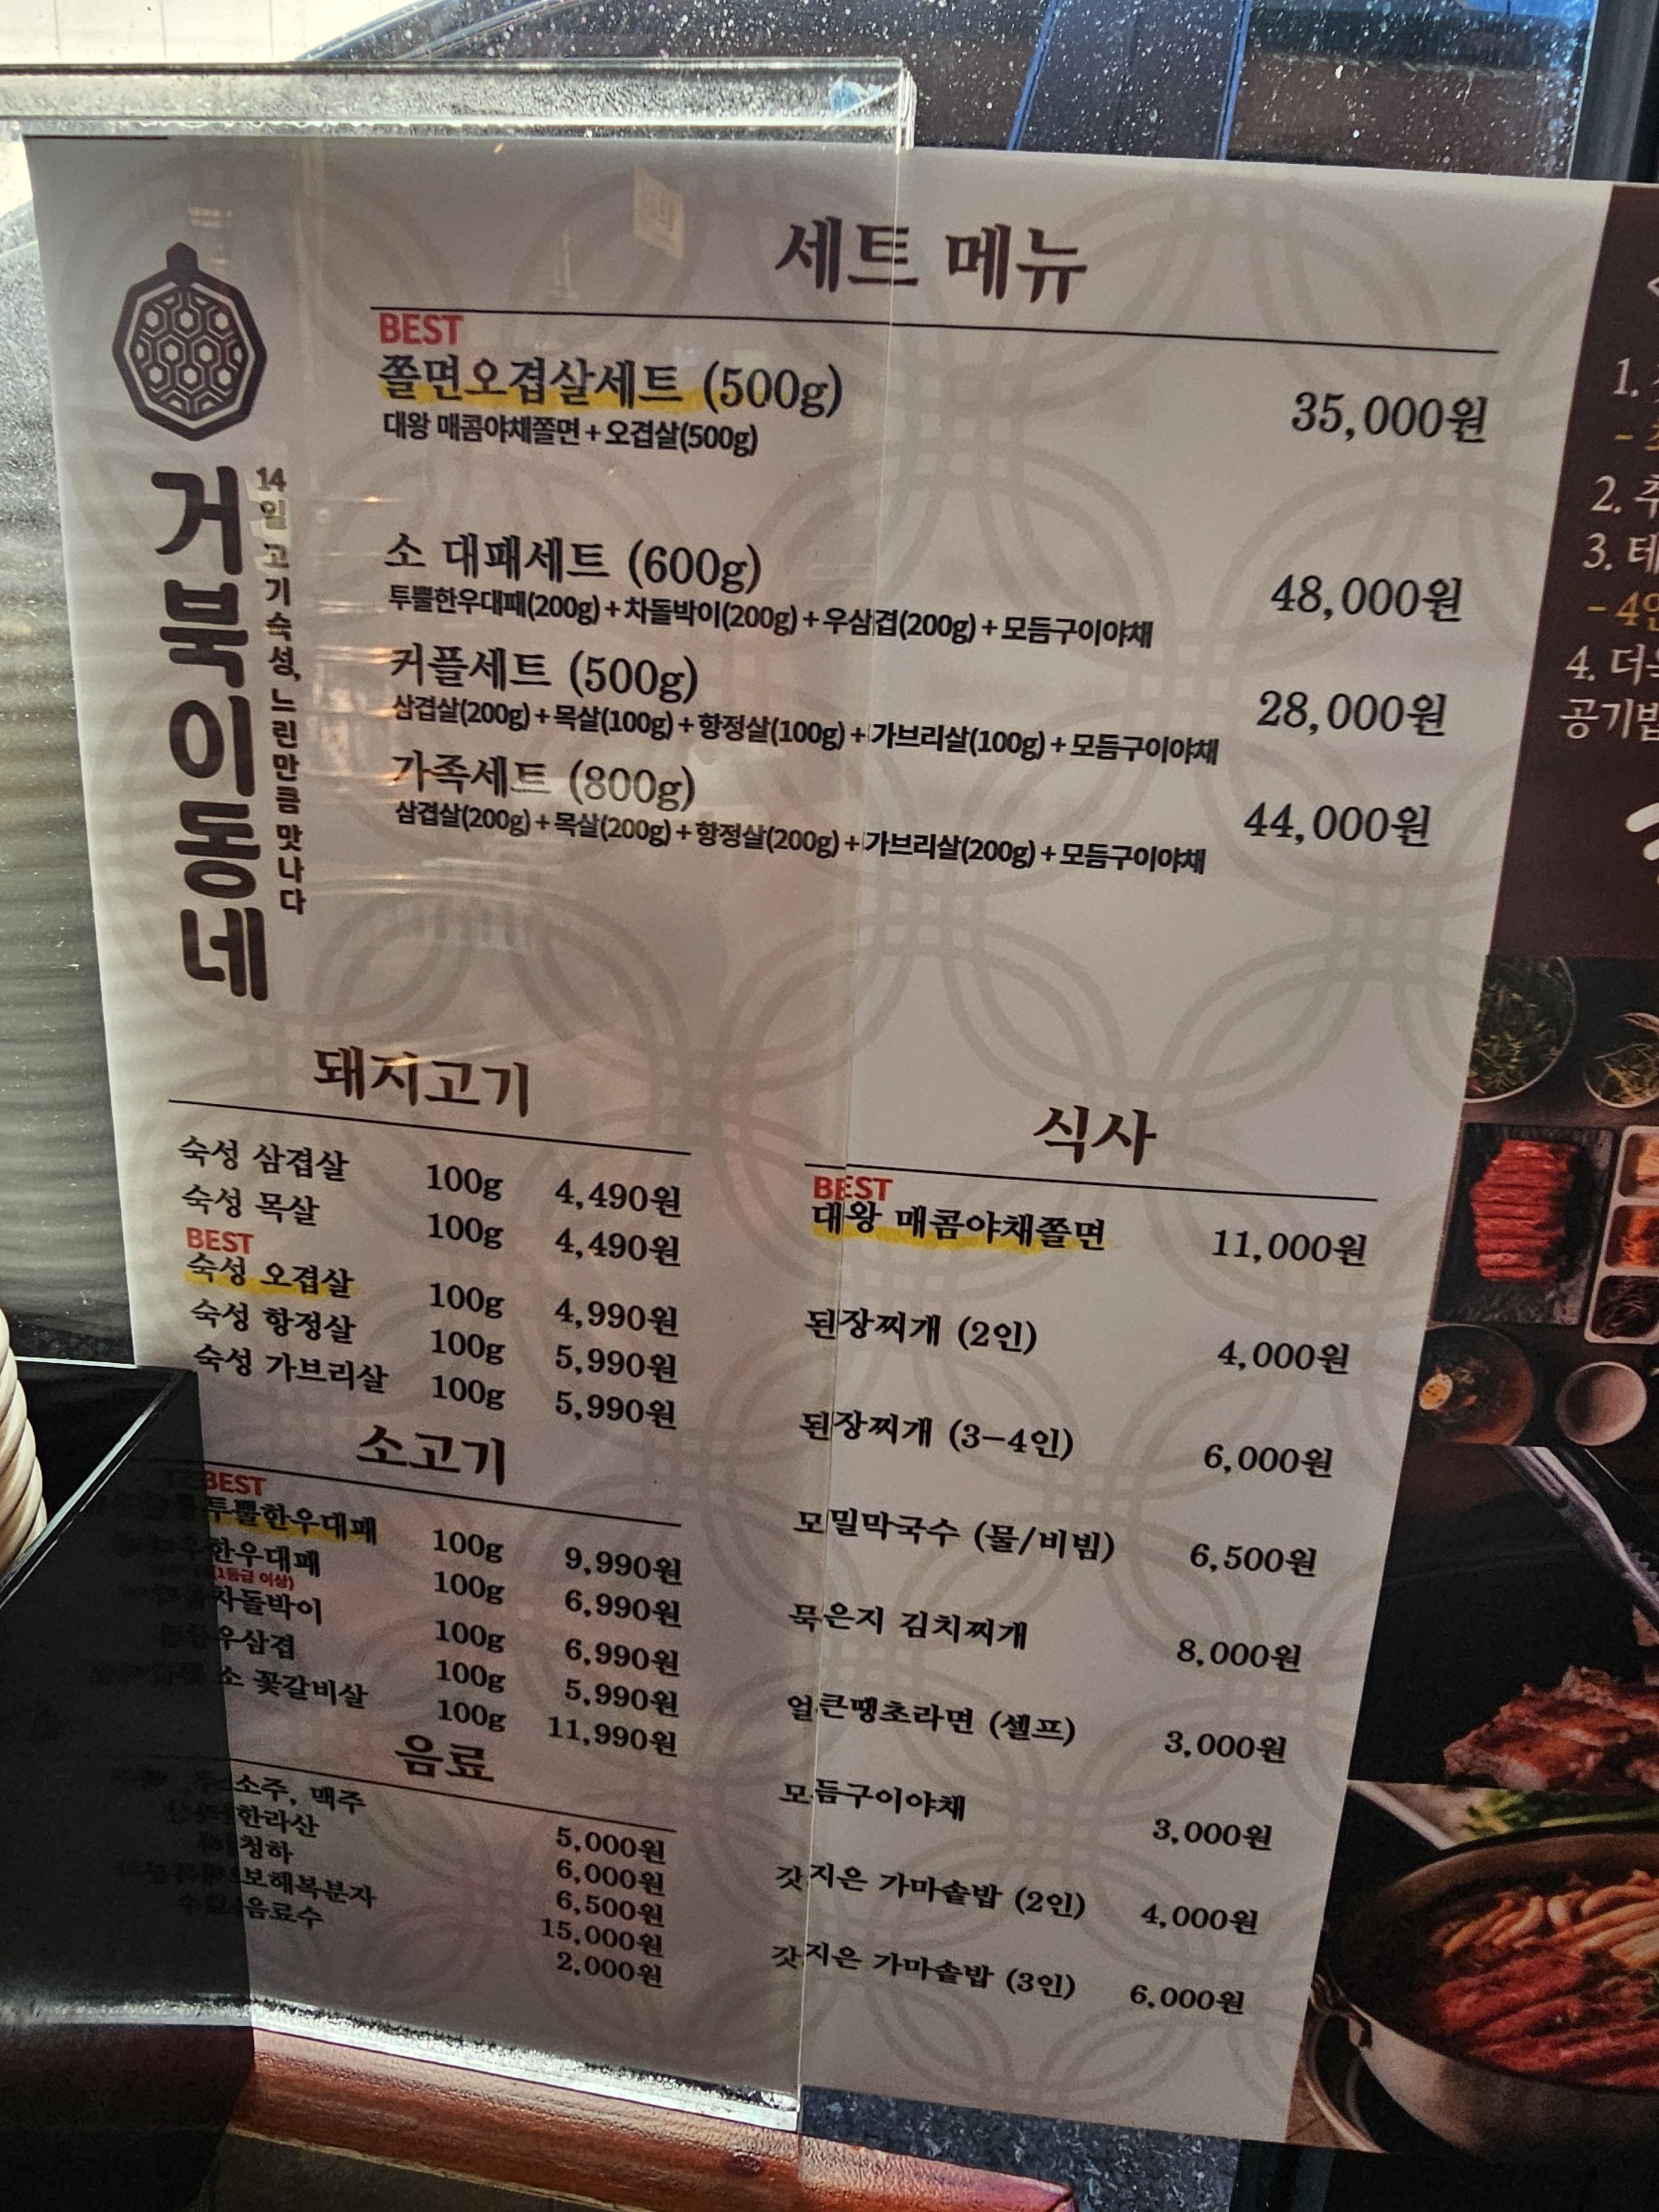 세트 메뉴
BEST
쫄면오겹살세트 (500g) 35,000원
대왕 매콤야채쫄면 + 오겹살(500g)
소 대패세트 (600g) 48,000원
투뿔한우대패(200g) + 차돌박이(200g) + 우삼겹(200g) + 모듬구이야채
커플세트 (500g) 28,000원
삼겹살(200g) + 목살(100g) + 항정살(100g) + 가브리살(100g) + 모듬구이야채
가족세트 (800g) 44,000원
삼겹살(200g) + 목살(200g) + 항정살(200g) + 가브리살(200g) + 모듬구이야채
거북이동네
14일 고기숙성, 느린만큼 맛나다
돼지고기
숙성 삼겹살 100g 4,490원
숙성 목살 100g 4,490원
BEST
숙성 오겹살 100g 4,990원
숙성 항정살 100g 5,990원
숙성 가브리살 100g 5,990원
소고기
BEST
투뿔한우대패 100g 9,990원
한우대패 100g 6,990원
(1등급 이상)
차돌박이 100g 6,990원
우삼겹 100g 5,990원
소 꽃갈비살 100g 11,990원
음료
소주, 맥주 5,000원
한라산 6,000원
청하 6,500원
보해복분자 15,000원
음료수 2,000원
식사
BEST
대왕 매콤야채쫄면 11,000원
된장찌개 (2인) 4,000원
된장찌개 (3-4인) 6,000원
모밀막국수 (물/비빔) 6,500원
묵은지 김치찌개 8,000원
얼큰땡초라면 (셀프) 3,000원
모듬구이야채 3,000원
갓지은 가마솥밥 (2인) 4,000원
갓지은 가마솥밥 (3인) 6,000원
1.
2.
3. 테
- 4인
4. 더
공기밥